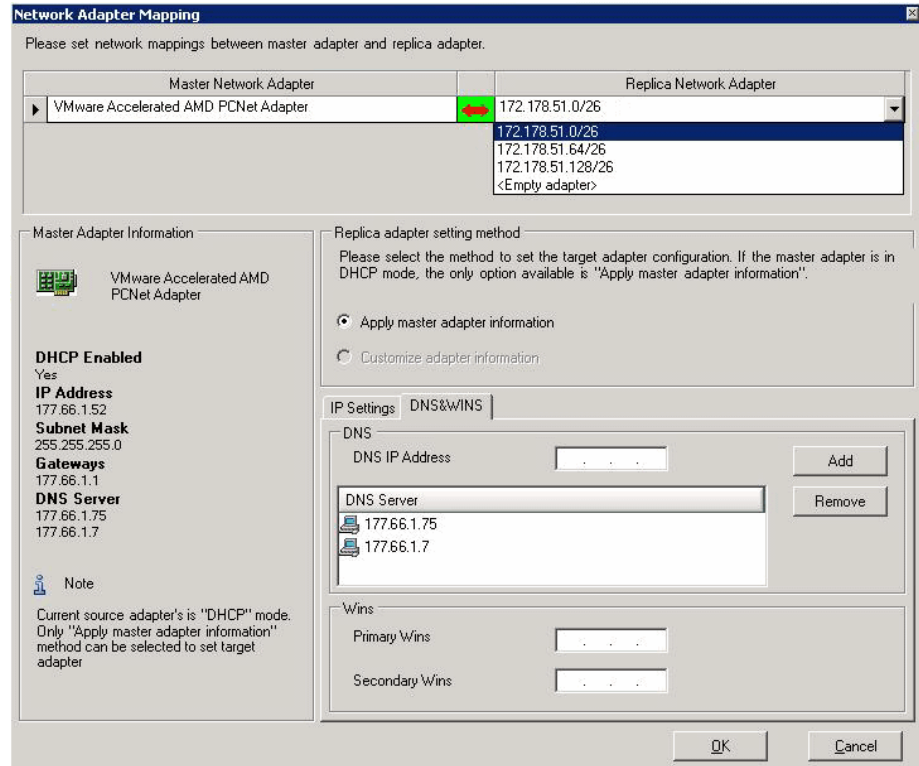 Network Adapter Mapping
Please set network mappings between master adapter and replica adapter.
Master Network Adapter
Replica Network Adapter
VMware Accelerated AMD PCNet Adapter
172.178.51.0/26
172.178.51.0/26
172.178.51.64/26
172.178.51.128/26
<Empty adapter>
Master Adapter Information
VMware Accelerated AMD
PCNet Adapter
DHCP Enabled
Yes
IP Address
177.66.1.52
Subnet Mask
255.255.255.0
Gateways
177.66.1.1
DNS Server
177.66.1.75
177.66.1.7
Note
Current source adapter's is "DHCP" mode.
Only "Apply master adapter information"
method can be selected to set target
adapter
Replica adapter setting method
Please select the method to set the target adapter configuration. If the master adapter is in
DHCP mode, the only option available is "Apply master adapter information".
Apply master adapter information
Customize adapter information
IP Settings
DNS&WINS
DNS
DNS IP Address
Add
DNS Server
177.66.1.75
177.66.1.7
Remove
Wins
Primary Wins
Secondary Wins
OK
Cancel